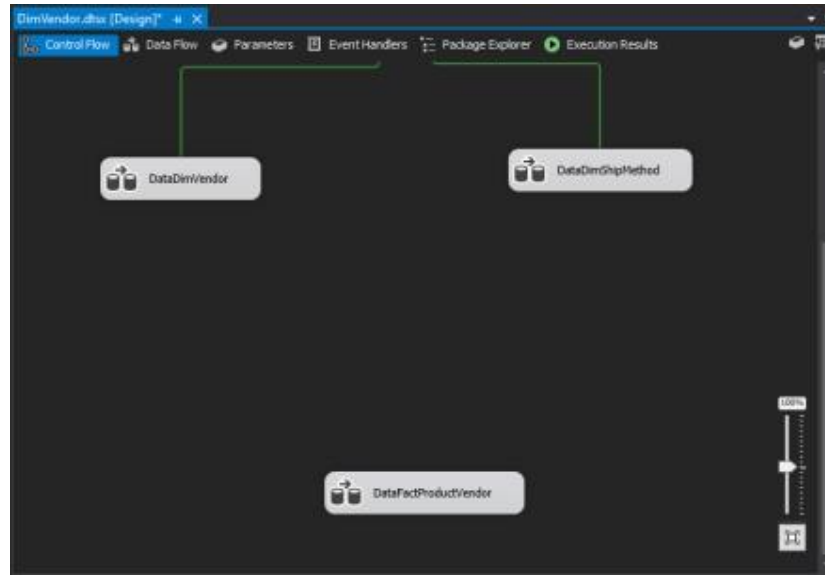 DimVendor.dtsx [Design]*
Control Flow Data Flow Parameters Event Handlers Package Explorer Execution Results
DataDimVendor
DataDimShipMethod
100%
DataFactProductVendor